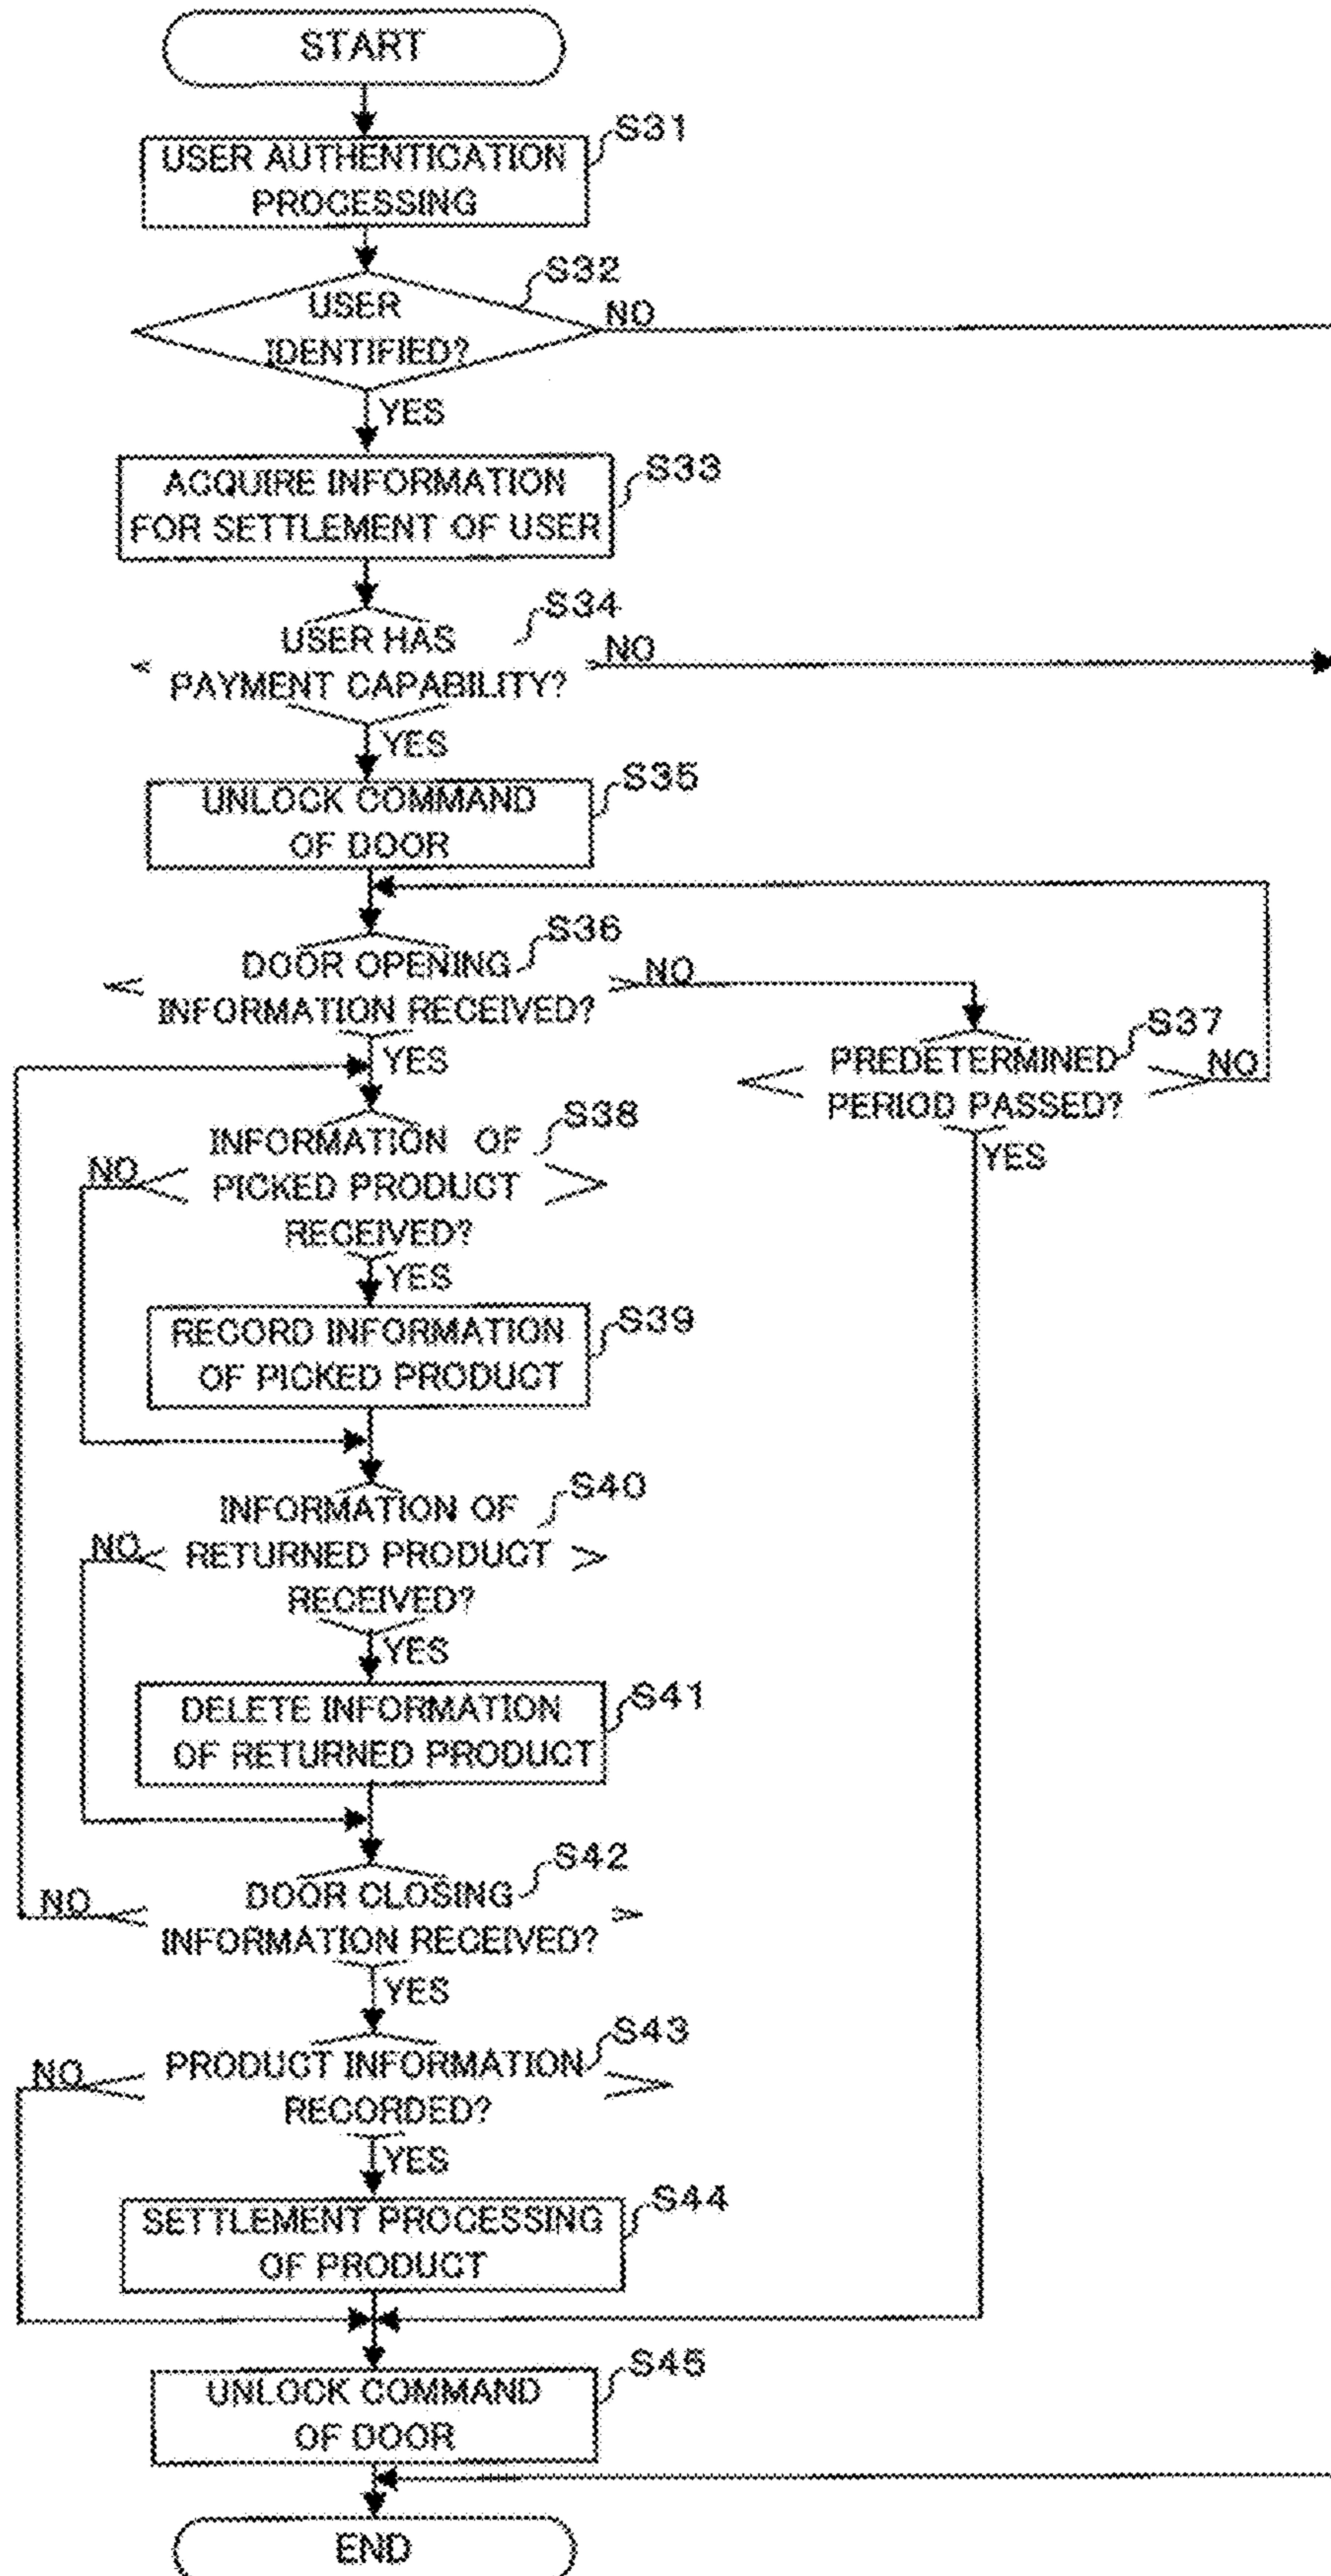 START
S31
USER AUTHENTICATION
PROCESSING
S32
USER
IDENTIFIED?
NO
YES
S33
ACQUIRE INFORMATION
FOR SETTLEMENT OF USER
S34
USER HAS
PAYMENT CAPABILITY?
NO
YES
S35
UNLOCK COMMAND
OF DOOR
S36
DOOR OPENING
INFORMATION RECEIVED?
NO
YES
S37
PREDETERMINED
PERIOD PASSED?
NO
YES
S38
INFORMATION OF
PICKED PRODUCT
RECEIVED?
NO
YES
S39
RECORD INFORMATION
OF PICKED PRODUCT
S40
INFORMATION OF
RETURNED PRODUCT
RECEIVED?
NO
YES
S41
DELETE INFORMATION
OF RETURNED PRODUCT
S42
DOOR CLOSING
INFORMATION RECEIVED?
NO
YES
S43
PRODUCT INFORMATION
RECORDED?
NO
YES
S44
SETTLEMENT PROCESSING
OF PRODUCT
S45
UNLOCK COMMAND
OF DOOR
END